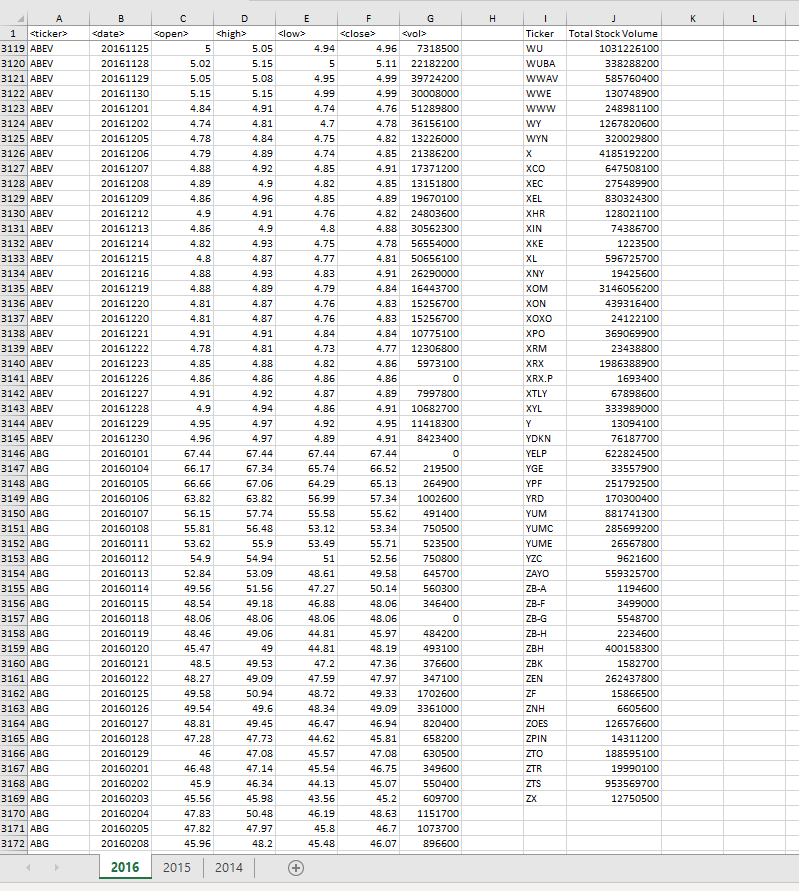 A B C D E F G H I J K L
1 <ticker> <date> <open> <high> <low> <close> <vol> Ticker Total Stock Volume
3119 ABEV 20161125 5 5.05 4.94 4.96 7318500 WU 1031226100
3120 ABEV 20161128 5.02 5.15 5 5.11 22182200 WUBA 338288200
3121 ABEV 20161129 5.05 5.08 4.95 4.99 39724200 WWAV 585760400
3122 ABEV 20161130 5.15 5.15 4.99 4.99 30008000 WWE 130748900
3123 ABEV 20161201 4.84 4.91 4.74 4.76 51289800 WWW 248981100
3124 ABEV 20161202 4.74 4.81 4.7 4.78 36156100 WY 1267820600
3125 ABEV 20161205 4.78 4.84 4.75 4.82 13226000 WYN 320029800
3126 ABEV 20161206 4.79 4.89 4.74 4.85 21386200 X 4185192200
3127 ABEV 20161207 4.88 4.92 4.85 4.91 17371200 XCO 647508100
3128 ABEV 20161208 4.89 4.9 4.82 4.85 13151800 XEC 275489900
3129 ABEV 20161209 4.86 4.96 4.85 4.89 19670100 XEL 830324300
3130 ABEV 20161212 4.9 4.91 4.76 4.82 24803600 XHR 128021100
3131 ABEV 20161213 4.86 4.9 4.8 4.88 30562300 XIN 74386700
3132 ABEV 20161214 4.82 4.93 4.75 4.78 56554000 XKE 1223500
3133 ABEV 20161215 4.8 4.87 4.77 4.81 50656100 XL 596725700
3134 ABEV 20161216 4.88 4.93 4.83 4.91 26290000 XNY 19425600
3135 ABEV 20161219 4.88 4.89 4.79 4.84 16443700 XOM 3146056200
3136 ABEV 20161220 4.81 4.87 4.76 4.83 15256700 XON 439316400
3137 ABEV 20161220 4.81 4.87 4.76 4.83 15256700 XOXO 24122100
3138 ABEV 20161221 4.91 4.91 4.84 4.84 10775100 XPO 369069900
3139 ABEV 20161222 4.78 4.81 4.73 4.77 12306800 XRM 23438800
3140 ABEV 20161223 4.85 4.88 4.82 4.86 5973100 XRX 1986388900
3141 ABEV 20161226 4.86 4.86 4.86 4.86 0 XRX.P 1693400
3142 ABEV 20161227 4.91 4.92 4.87 4.89 7997800 XTLY 67898600
3143 ABEV 20161228 4.9 4.94 4.86 4.91 10682700 XYL 333989000
3144 ABEV 20161229 4.95 4.97 4.92 4.95 11418300 Y 13094100
3145 ABEV 20161230 4.96 4.97 4.89 4.91 8423400 YDKN 76187700
3146 ABG 20160101 67.44 67.44 67.44 67.44 0 YELP 622824500
3147 ABG 20160104 66.17 67.34 65.74 66.52 219500 YGE 33557900
3148 ABG 20160105 66.66 67.06 64.29 65.13 264900 YPF 251792500
3149 ABG 20160106 63.82 63.82 56.99 57.34 1002600 YRD 170300400
3150 ABG 20160107 56.15 57.74 55.58 55.62 491400 YUM 881741300
3151 ABG 20160108 55.81 56.48 53.12 53.34 750500 YUMC 285699200
3152 ABG 20160111 53.62 55.9 53.49 55.71 523500 YUME 26567800
3153 ABG 20160112 54.9 54.94 51 52.56 750800 YZC 9621600
3154 ABG 20160113 52.84 53.09 48.61 49.58 645700 ZAYO 559325700
3155 ABG 20160114 49.56 51.56 47.27 50.14 560300 ZB-A 1194600
3156 ABG 20160115 48.54 49.18 46.88 48.06 346400 ZB-F 3499000
3157 ABG 20160118 48.06 48.06 48.06 48.06 0 ZB-G 5548700
3158 ABG 20160119 48.46 49.06 44.81 45.97 484200 ZB-H 2234600
3159 ABG 20160120 45.47 49 44.81 48.19 493100 ZBH 400158300
3160 ABG 20160121 48.5 49.53 47.2 47.36 376600 ZBK 1582700
3161 ABG 20160122 48.27 49.09 47.59 47.97 347100 ZEN 262437800
3162 ABG 20160125 49.58 50.94 48.72 49.33 1702600 ZF 15866500
3163 ABG 20160126 49.54 49.6 48.34 49.09 3361000 ZNH 6605600
3164 ABG 20160127 48.81 49.45 46.47 46.94 820400 ZOES 126576600
3165 ABG 20160128 47.28 47.73 44.62 45.81 658200 ZPIN 14311200
3166 ABG 20160129 46 47.08 45.57 47.08 630500 ZTO 188595100
3167 ABG 20160201 46.48 47.14 45.54 46.75 349600 ZTR 19990100
3168 ABG 20160202 45.9 46.34 44.13 45.07 550400 ZTS 953569700
3169 ABG 20160203 45.56 45.98 43.56 45.2 609700 ZX 12750500
3170 ABG 20160204 47.83 50.48 46.19 48.63 1151700
3171 ABG 20160205 47.82 47.97 45.8 46.7 1073700
3172 ABG 20160208 45.96 48.2 45.48 46.07 896600
2016 2015 2014